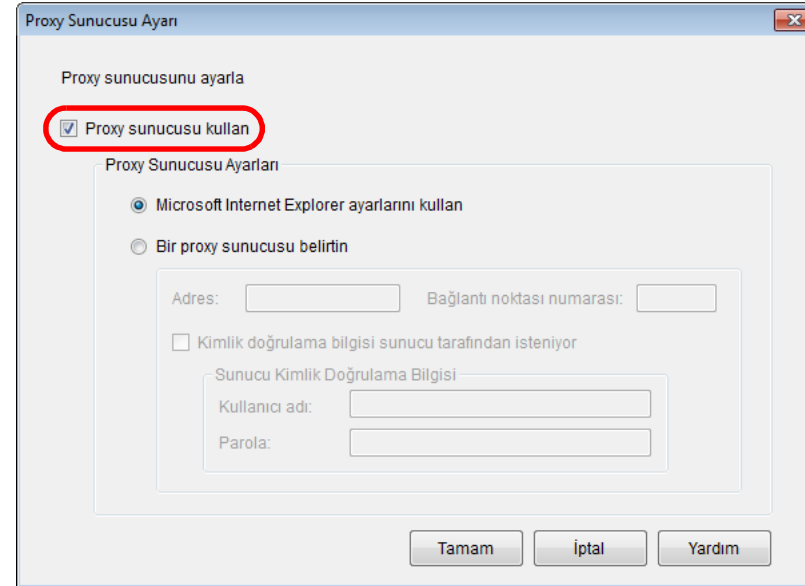 Proxy Sunucusu Ayarı
Proxy sunucusunu ayarla
Proxy sunucusu kullan
Proxy Sunucusu Ayarları
Microsoft Internet Explorer ayarlarını kullan
Bir proxy sunucusu belirtin
Adres: Bağlantı noktası numarası:
Kimlik doğrulama bilgisi sunucu tarafından isteniyor
Sunucu Kimlik Doğrulama Bilgisi
Kullanıcı adı:
Parola:
Tamam İptal Yardım